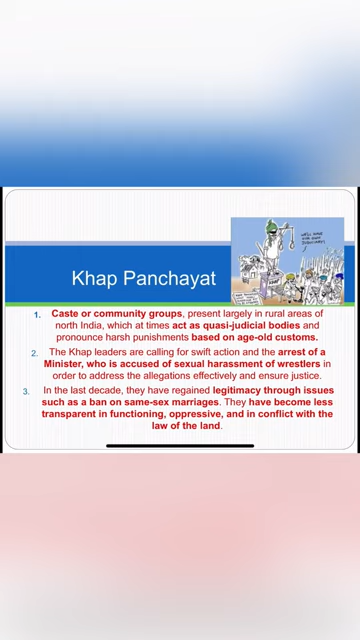 WE'LL HAVE
OUR OWN
Khap Panchayat
1. Caste or community groups, present largely in rural areas of
north India, which at times act as quasi-judicial bodies and
pronounce harsh punishments based on age-old customs.
2. The Khap leaders are calling for swift action and the arrest of a
Minister, who is accused of sexual harassment of wrestlers in
order to address the allegations effectively and ensure justice.
3. In the last decade, they have regained legitimacy through issues
such as a ban on same-sex marriages. They have become less
transparent in functioning, oppressive, and in conflict with the
law of the land.